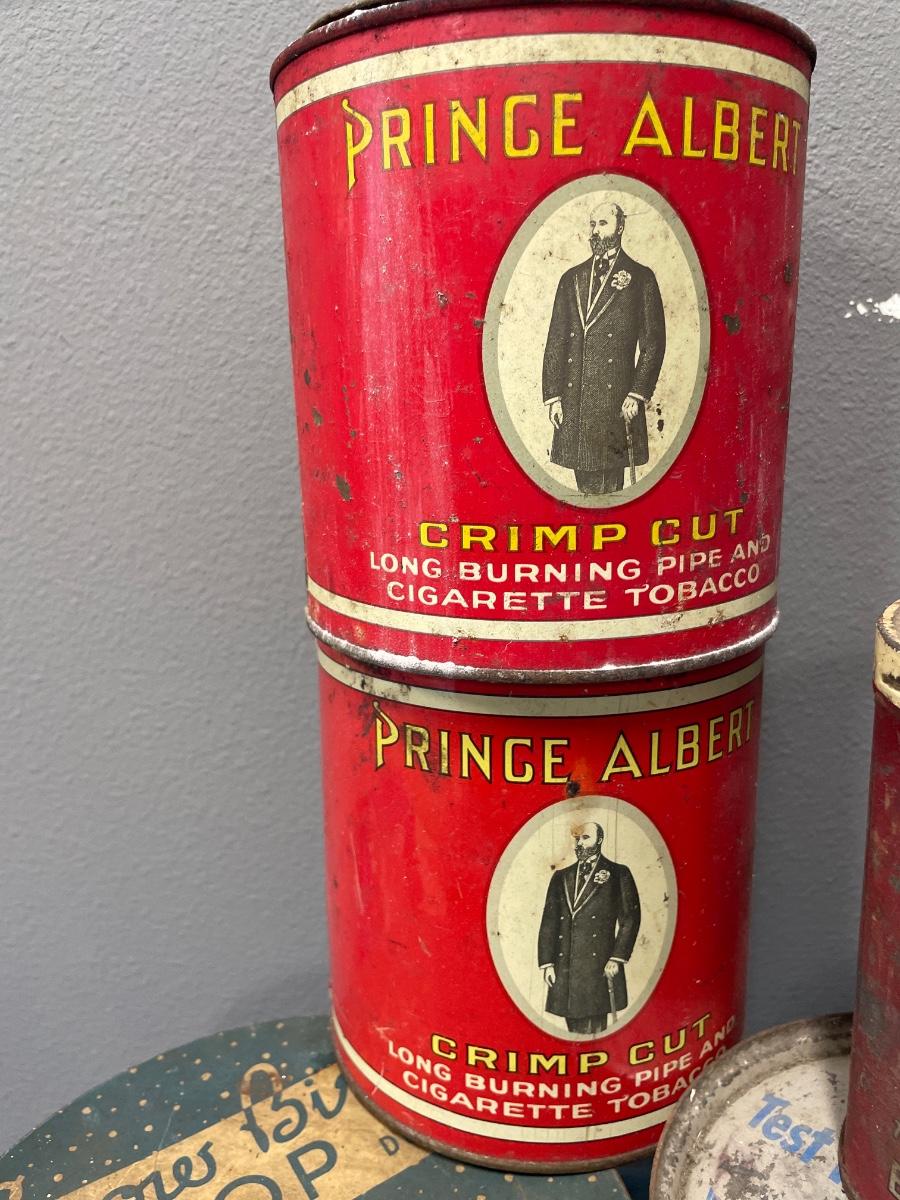 PRINCE ALBERT
CRIMP CUT
LONG BURNING PIPE AND
CIGARETTE TOBACCO
PRINCE ALBERT
CRIMP CUT
LONG BURNING PIPE AND
CIGARETTE TOBACCO
Test